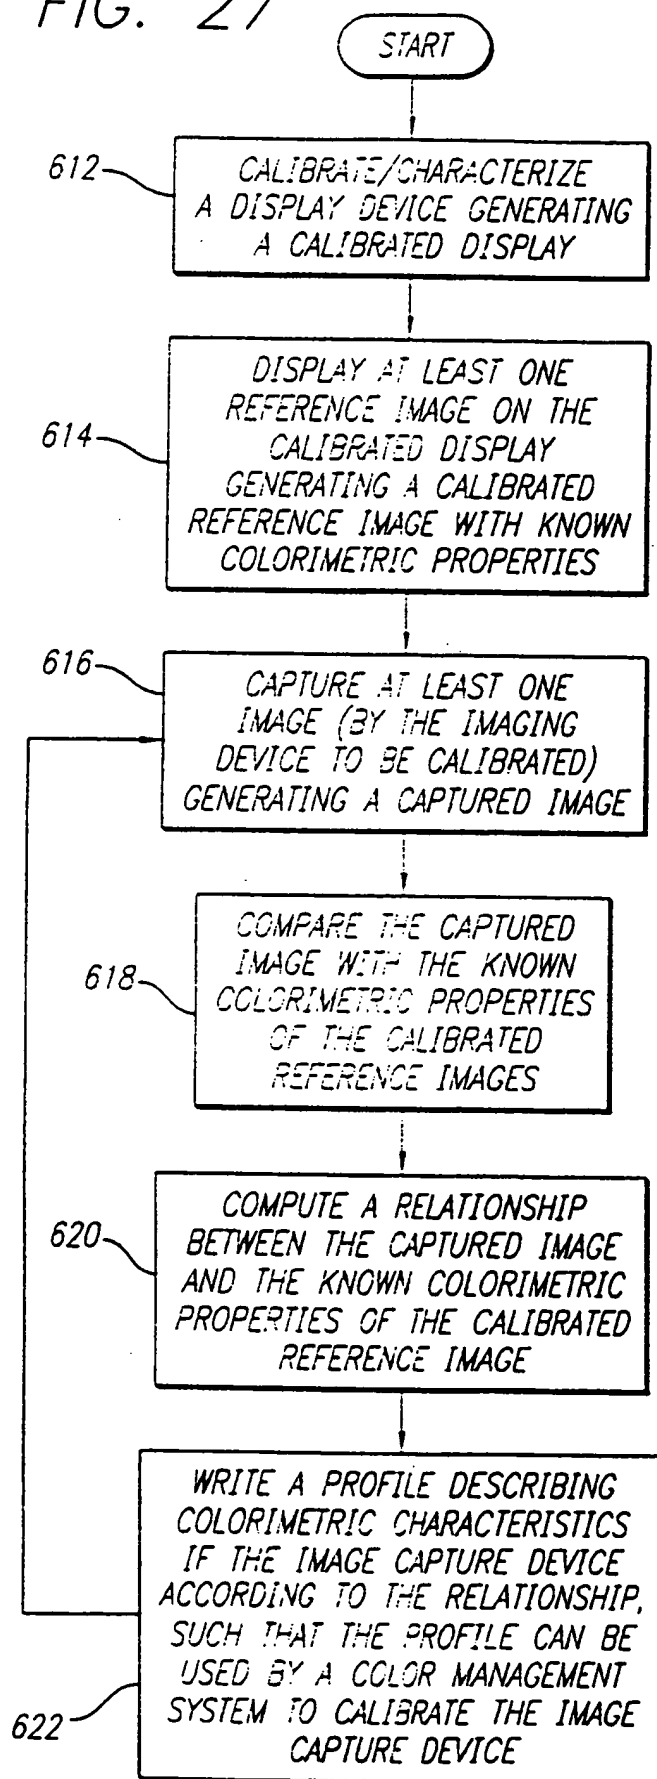 FIG. 27
START
612
CALIBRATE/CHARACTERIZE
A DISPLAY DEVICE GENERATING
A CALIBRATED DISPLAY
614
DISPLAY AT LEAST ONE
REFERENCE IMAGE ON THE
CALIBRATED DISPLAY
GENERATING A CALIBRATED
REFERENCE IMAGE WITH KNOWN
COLORIMETRIC PROPERTIES
616
CAPTURE AT LEAST ONE
IMAGE (BY THE IMAGING
DEVICE TO BE CALIBRATED)
GENERATING A CAPTURED IMAGE
618
COMPARE THE CAPTURED
IMAGE WITH THE KNOWN
COLORIMETRIC PROPERTIES
OF THE CALIBRATED
REFERENCE IMAGES
620
COMPUTE A RELATIONSHIP
BETWEEN THE CAPTURED IMAGE
AND THE KNOWN COLORIMETRIC
PROPERTIES OF THE CALIBRATED
REFERENCE IMAGE
622
WRITE A PROFILE DESCRIBING
COLORIMETRIC CHARACTERISTICS
IF THE IMAGE CAPTURE DEVICE
ACCORDING TO THE RELATIONSHIP,
SUCH THAT THE PROFILE CAN BE
USED BY A COLOR MANAGEMENT
SYSTEM TO CALIBRATE THE IMAGE
CAPTURE DEVICE